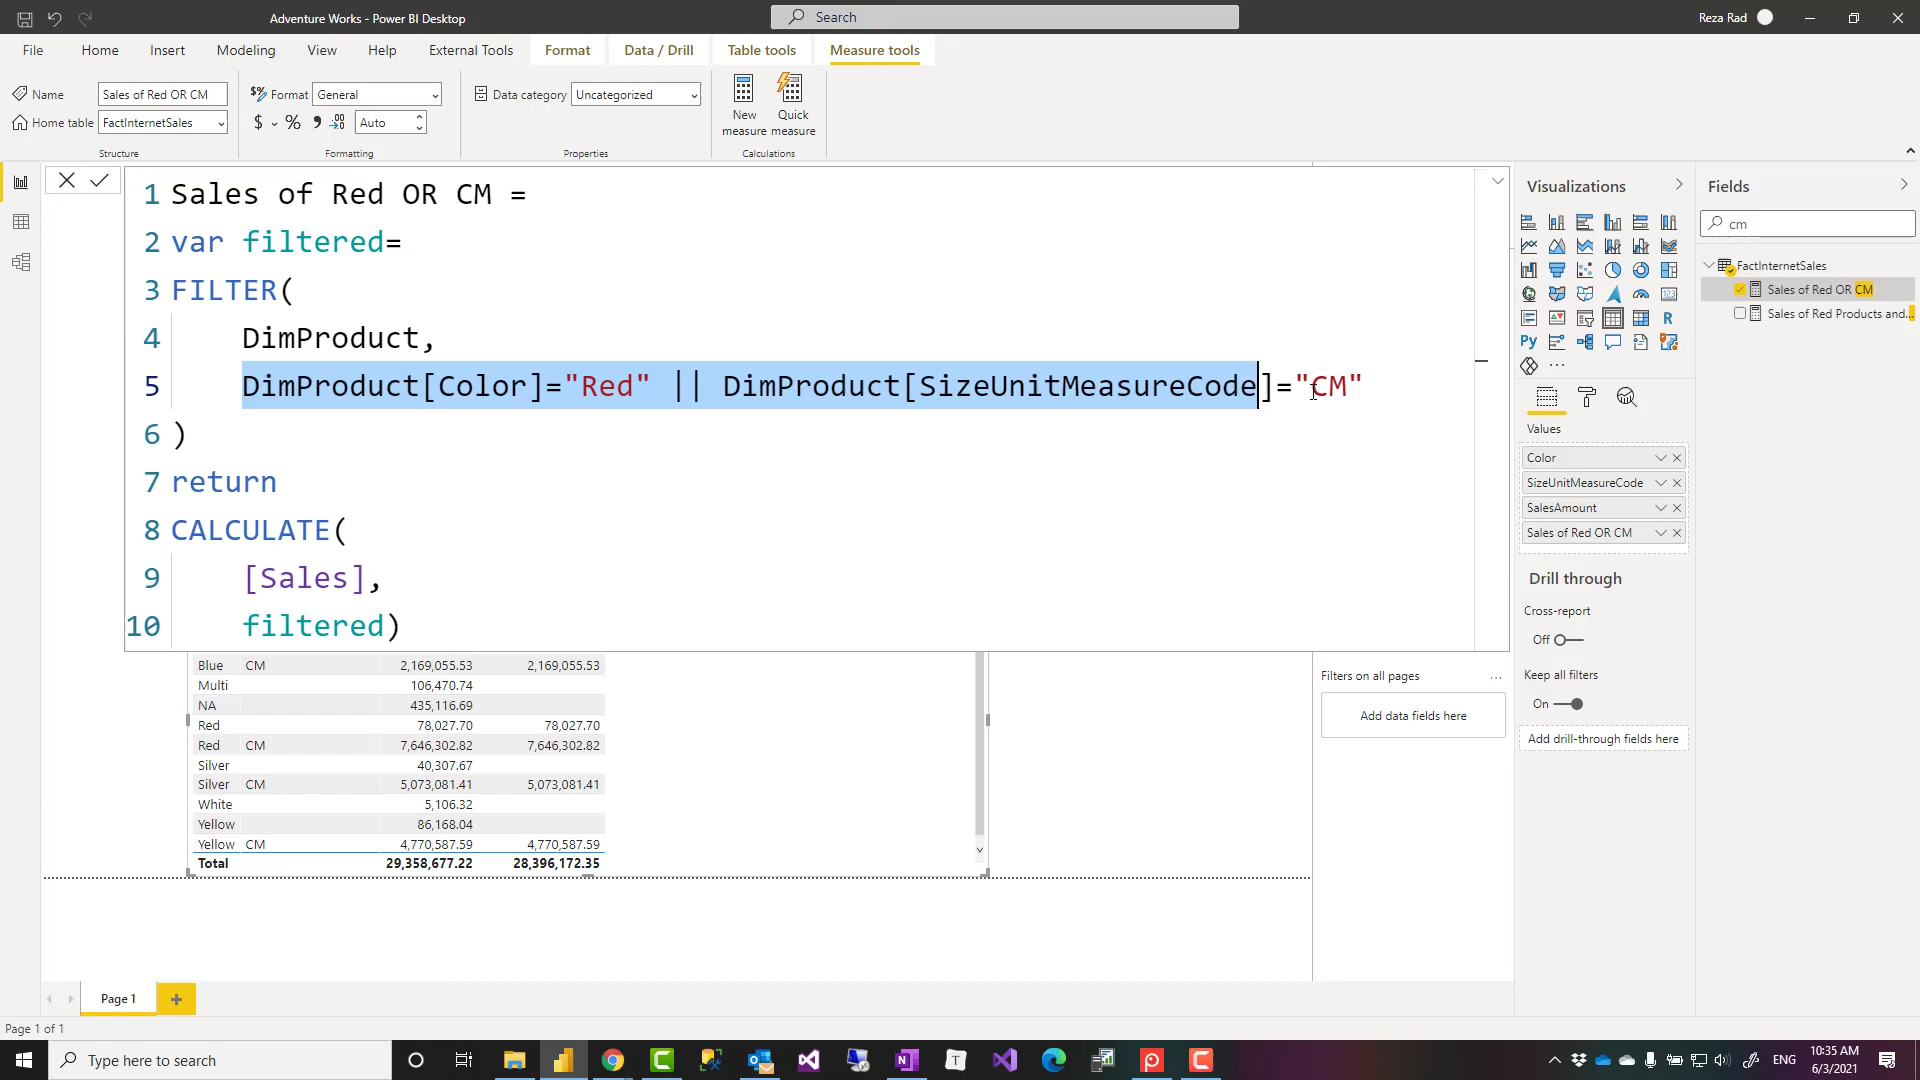 Adventure Works - Power BI Desktop
Search
Reza Rad
File
Home
Insert
Modeling
View
Help
External Tools
Format
Data / Drill
Table tools
Measure tools
Name
Sales of Red OR CM
Home table
FactInternetSales
Structure
Format
General
$
%
Auto
Formatting
Data category
Uncategorized
Properties
New
measure
Quick
measure
Calculations
1 Sales of Red OR CM =
2 var filtered=
3 FILTER(
4 DimProduct,
5 DimProduct[Color]="Red" || DimProduct[SizeUnitMeasureCode]="CM"
6 )
7 return
8 CALCULATE(
9 [Sales],
10 filtered)
Blue CM 2,169,055.53 2,169,055.53
Multi 106,470.74
NA 435,116.69
Red 78,027.70 78,027.70
Red CM 7,646,302.82 7,646,302.82
Silver 40,307.67
Silver CM 5,073,081.41 5,073,081.41
White 5,106.32
Yellow 86,168.04
Yellow CM 4,770,587.59 4,770,587.59
Total 29,358,677.22 28,396,172.35
Filters on all pages
...
Add data fields here
Visualizations
R
Py
...
Values
Color
SizeUnitMeasureCode
SalesAmount
Sales of Red OR CM
Drill through
Cross-report
Off
Keep all filters
On
Add drill-through fields here
Fields
cm
FactInternetSales
Sales of Red OR CM
Sales of Red Products and...
Page 1
Page 1 of 1
Type here to search
ENG
10:35 AM
6/3/2021